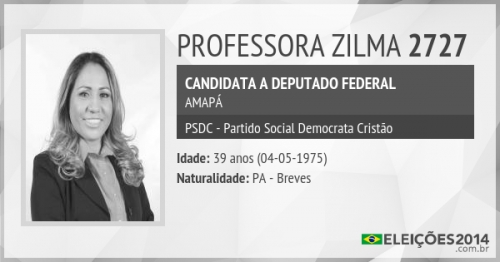 PROFESSORA ZILMA 2727
CANDIDATA A DEPUTADO FEDERAL
AMAPÁ
PSDC - Partido Social Democrata Cristão
Idade: 39 anos (04-05-1975)
Naturalidade: PA - Breves
ELEIÇÕES2014
.com.br